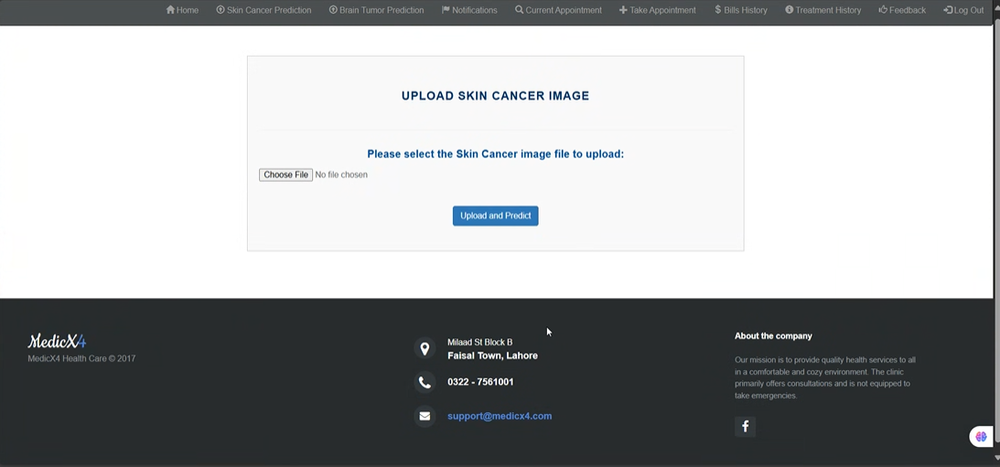 Home Skin Cancer Prediction Brain Tumor Prediction Notifications Current Appointment Take Appointment $ Bills History Treatment History Feedback Log Out
UPLOAD SKIN CANCER IMAGE
Please select the Skin Cancer image file to upload:
Choose File No file chosen
Upload and Predict
MedicX4
MedicX4 Health Care © 2017
Milaad St Block B
Faisal Town, Lahore
0322 - 7561001
support@medicx4.com
About the company
Our mission is to provide quality health services to all
in a comfortable and cozy environment. The clinic
primarily offers consultations and is not equipped to
take emergencies.